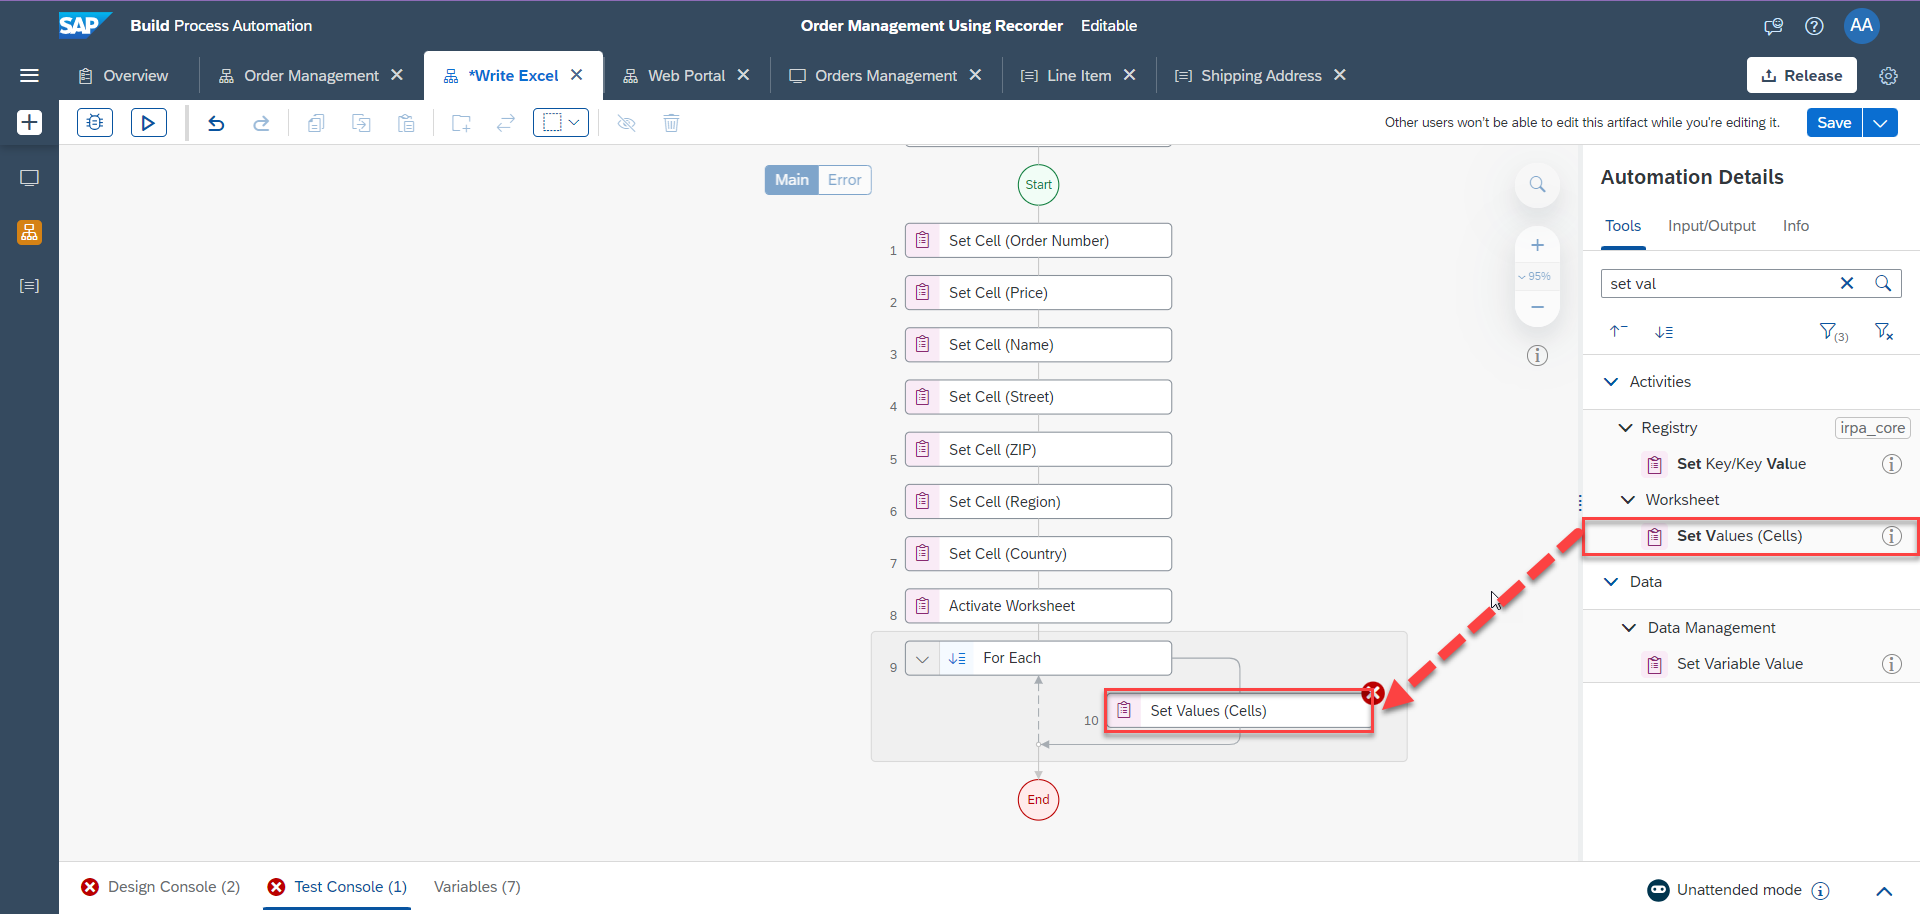 SAP Build Process Automation Order Management Using Recorder Editable AA
Overview Order Management *Write Excel Web Portal Orders Management Line Item Shipping Address Release
Other users won't be able to edit this artifact while you're editing it. Save
Main Error
Start
1 Set Cell (Order Number)
2 Set Cell (Price)
3 Set Cell (Name)
4 Set Cell (Street)
5 Set Cell (ZIP)
6 Set Cell (Region)
7 Set Cell (Country)
8 Activate Worksheet
9 For Each
10 Set Values (Cells)
End
95%
Automation Details
Tools Input/Output Info
set val
(3)
Activities
Registry irpa_core
Set Key/Key Value
Worksheet
Set Values (Cells)
Data
Data Management
Set Variable Value
Design Console (2) Test Console (1) Variables (7) Unattended mode